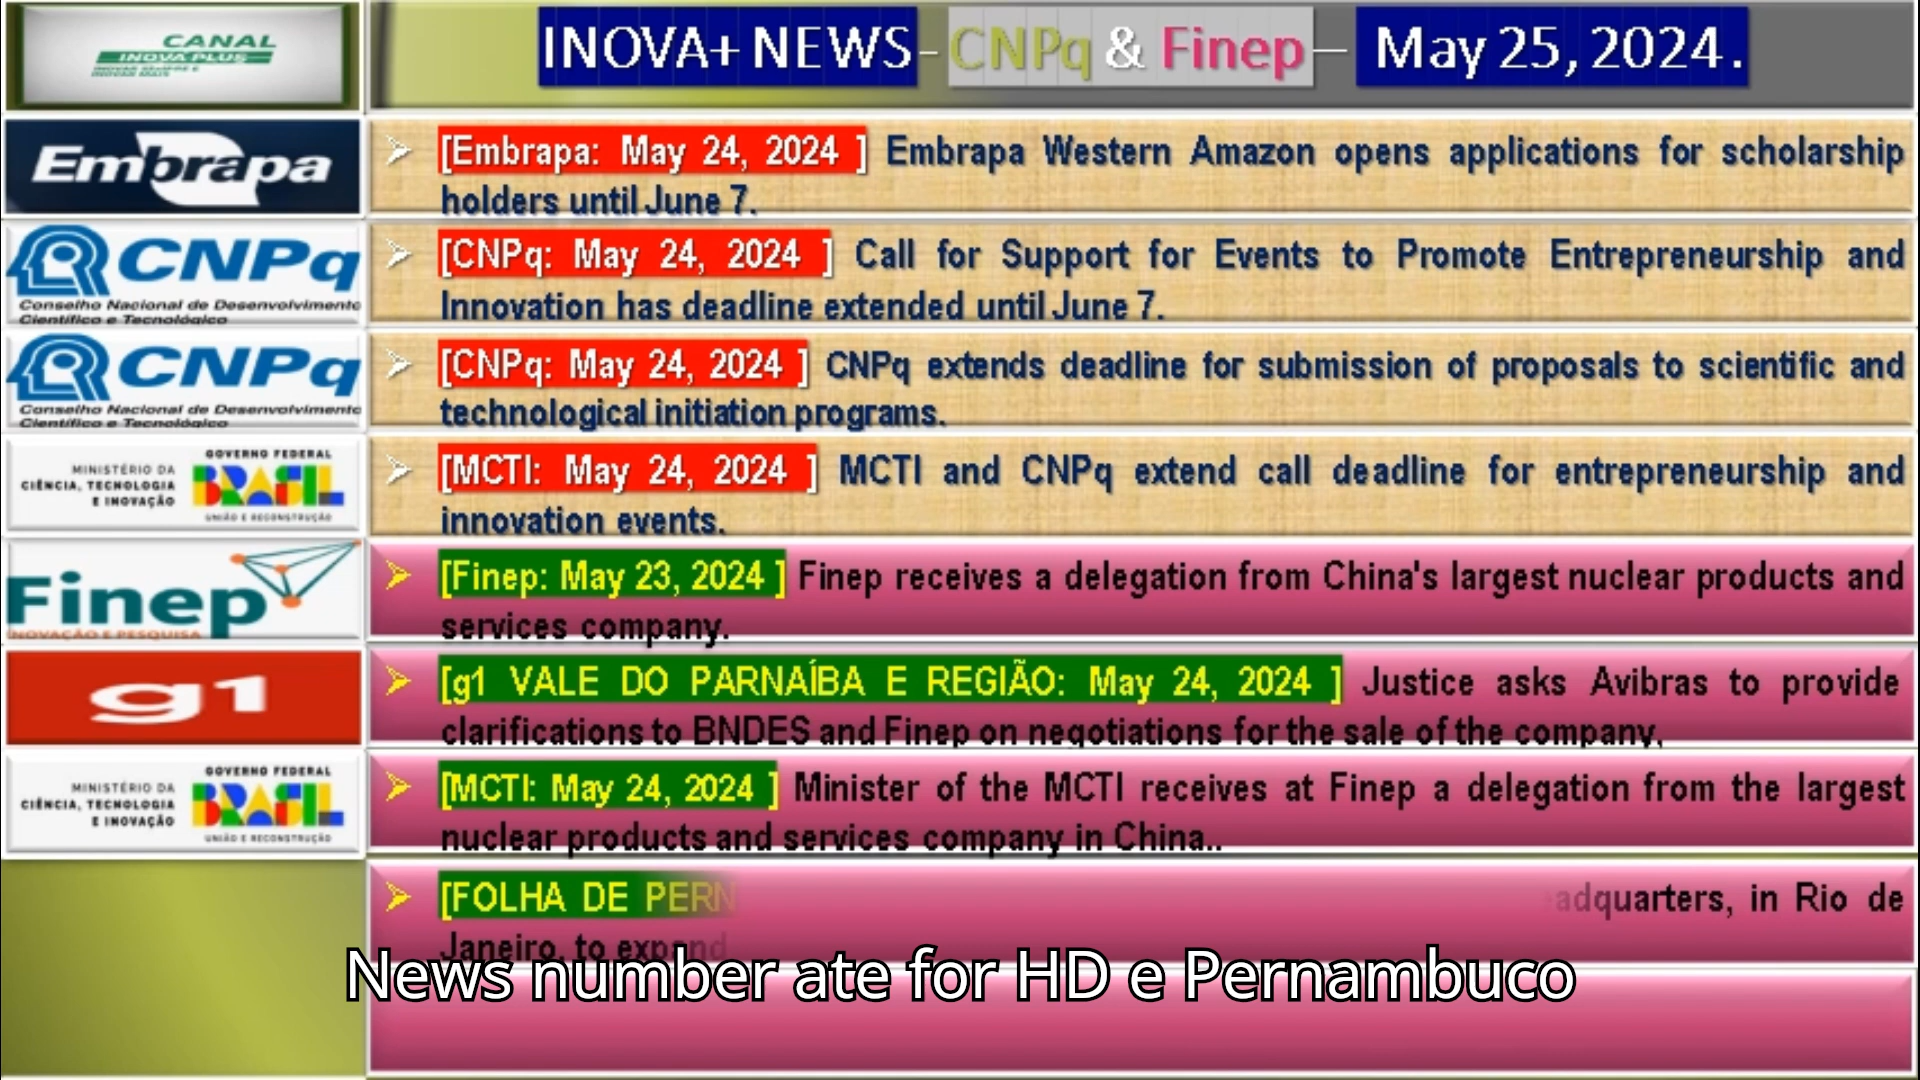 CANAL
INOVA PLUS
INOVA+ NEWS – CNPq & Finep — May 25, 2024.
Embrapa
➢ [Embrapa: May 24, 2024 ] Embrapa Western Amazon opens applications for scholarship
holders until June 7.
CNPq
Conselho Nacional de Desenvolvimento
Científico e Tecnológico
➢ [CNPq: May 24, 2024 ] Call for Support for Events to Promote Entrepreneurship and
Innovation has deadline extended until June 7.
CNPq
Conselho Nacional de Desenvolvimento
Científico e Tecnológico
➢ [CNPq: May 24, 2024 ] CNPq extends deadline for submission of proposals to scientific and
technological initiation programs.
MINISTÉRIO DA
CIÊNCIA, TECNOLOGIA
E INOVAÇÃO
GOVERNO FEDERAL
BRASIL
UNIÃO E RECONSTRUÇÃO
➢ [MCTI: May 24, 2024 ] MCTI and CNPq extend call deadline for entrepreneurship and
innovation events.
Finep
INOVAÇÃO E PESQUISA
➢ [Finep: May 23, 2024 ] Finep receives a delegation from China's largest nuclear products and
services company.
g1
➢ [g1 VALE DO PARNAÍBA E REGIÃO: May 24, 2024 ] Justice asks Avibras to provide
clarifications to BNDES and Finep on negotiations for the sale of the company,
MINISTÉRIO DA
CIÊNCIA, TECNOLOGIA
E INOVAÇÃO
GOVERNO FEDERAL
BRASIL
UNIÃO E RECONSTRUÇÃO
➢ [MCTI: May 24, 2024 ] Minister of the MCTI receives at Finep a delegation from the largest
nuclear products and services company in China..
➢ [FOLHA DE PERN adquarters, in Rio de
Janeiro, to expand
News number ate for HD e Pernambuco